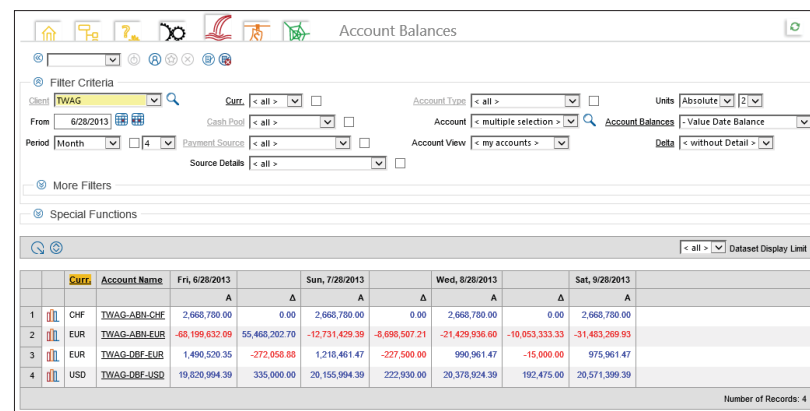 Account Balances
Filter Criteria
Client TWAG Curr. < all > Account Type < all > Units Absolute 2
From 6/28/2013 Cash Pool < all > Account < multiple selection > Account Balances - Value Date Balance
Period Month 4 Payment Source < all > Account View < my accounts > Delta < without Detail >
Source Details < all >
More Filters
Special Functions
< all > Dataset Display Limit
Curr. Account Name Fri, 6/28/2013 Sun, 7/28/2013 Wed, 8/28/2013 Sat, 9/28/2013
A Δ A Δ A Δ A
1 CHF TWAG-ABN-CHF 2,668,780.00 0.00 2,668,780.00 0.00 2,668,780.00 0.00 2,668,780.00
2 EUR TWAG-ABN-EUR -68,199,632.09 55,468,202.70 -12,731,429.39 -8,698,507.21 -21,429,936.60 -10,053,333.33 -31,483,269.93
3 EUR TWAG-DBF-EUR 1,490,520.35 -272,058.88 1,218,461.47 -227,500.00 990,961.47 -15,000.00 975,961.47
4 USD TWAG-DBF-USD 19,820,994.39 335,000.00 20,155,994.39 222,930.00 20,378,924.39 192,475.00 20,571,399.39
Number of Records: 4